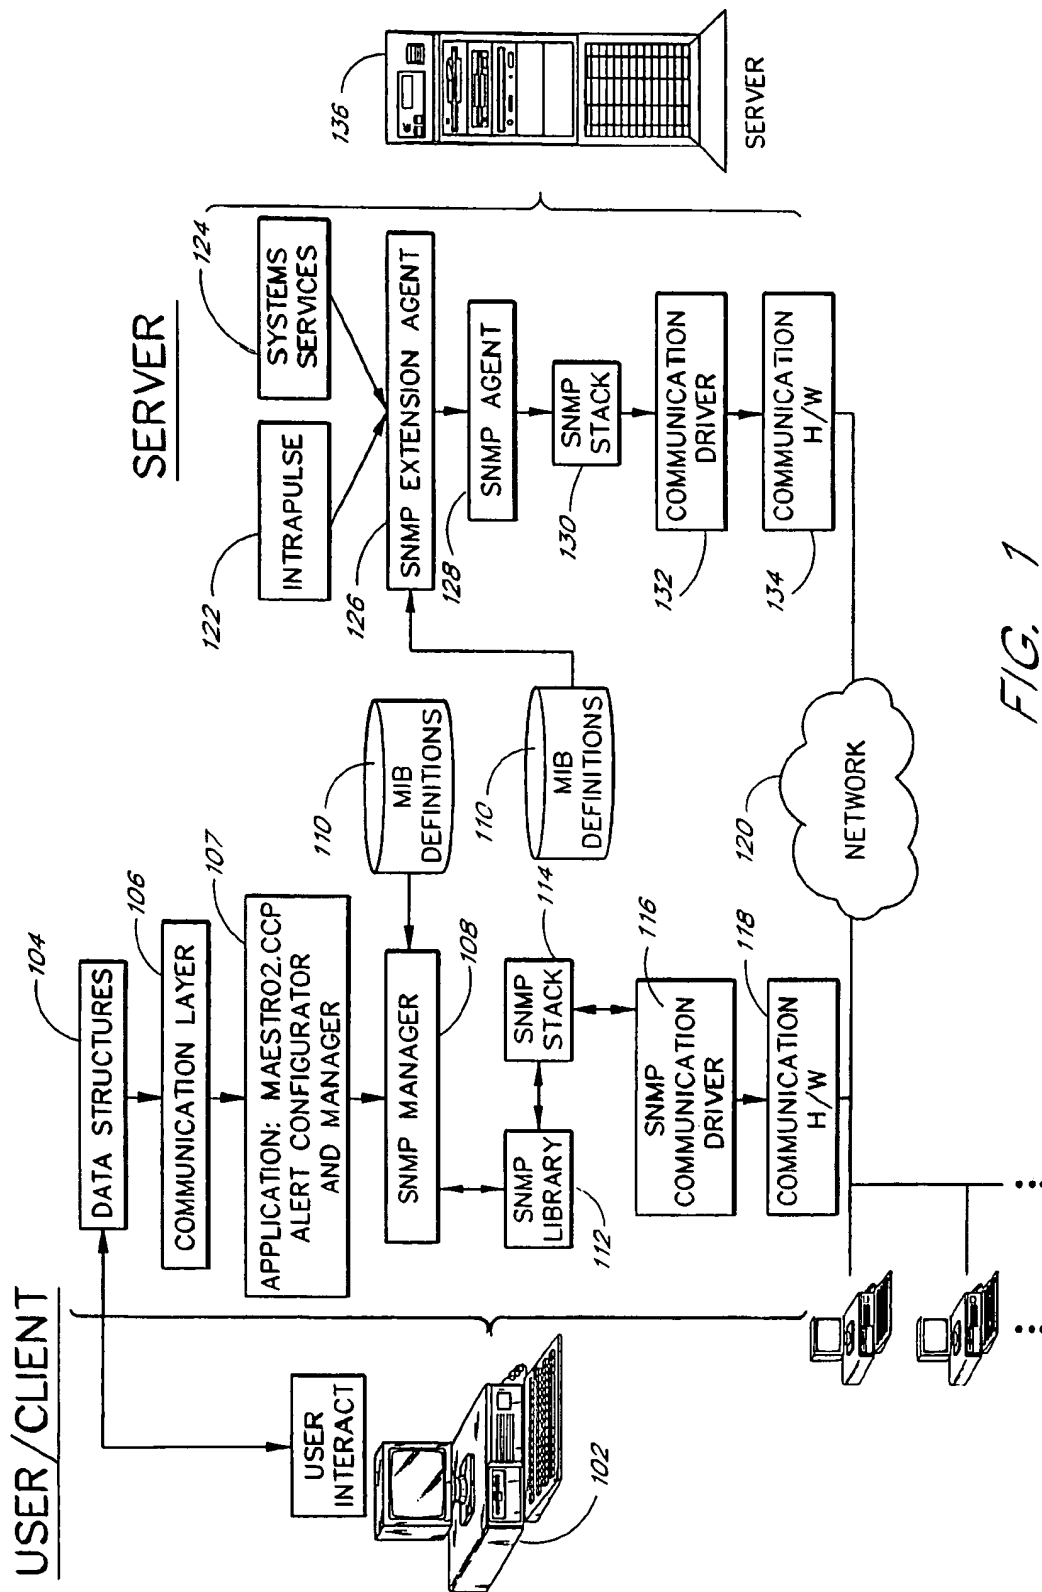 USER/CLIENT
USER
INTERACT
102
DATA STRUCTURES
104
COMMUNICATION LAYER
106
APPLICATION: MAESTRO2.CCP
ALERT CONFIGURATOR
AND MANAGER
107
SNMP MANAGER
108
MIB
DEFINITIONS
110
SNMP
LIBRARY
112
SNMP
STACK
114
SNMP
COMMUNICATION
DRIVER
116
COMMUNICATION
H/W
118
MIB
DEFINITIONS
110
NETWORK
120
SERVER
INTRAPULSE
122
SYSTEMS
SERVICES
124
SNMP EXTENSION AGENT
126
SNMP AGENT
128
SNMP
STACK
130
COMMUNICATION
DRIVER
132
COMMUNICATION
H/W
134
136
SERVER
FIG. 1